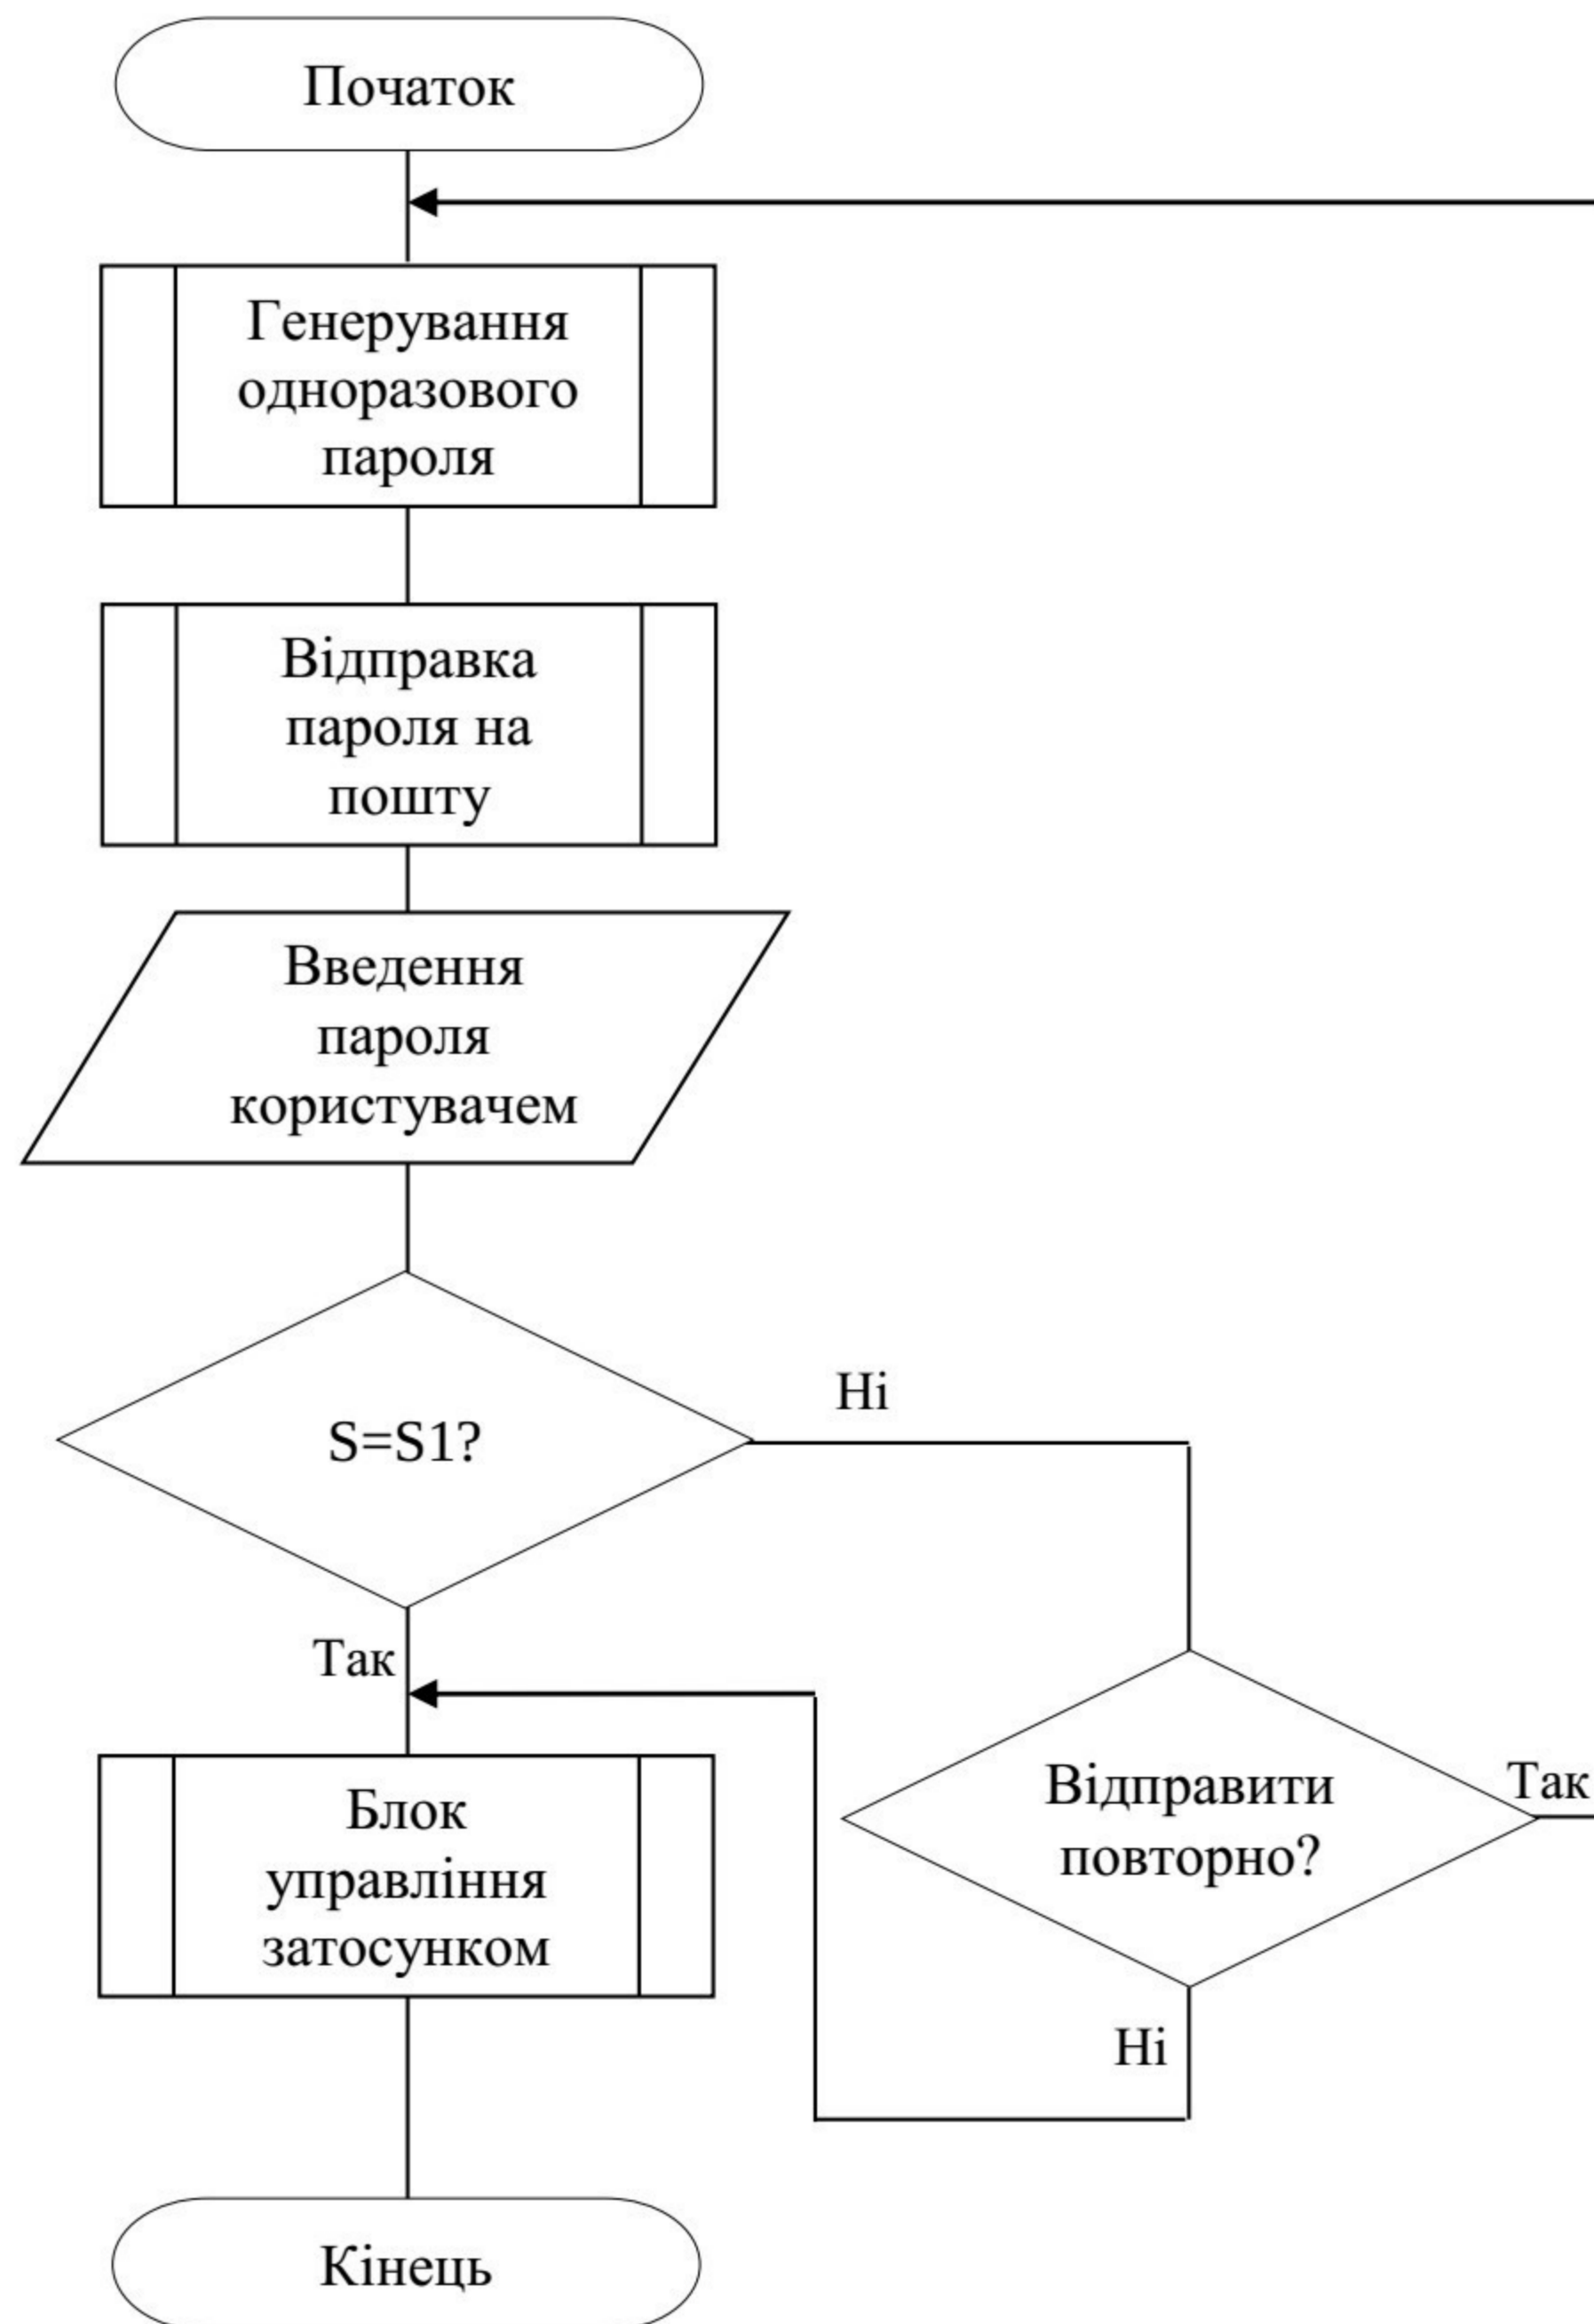 Початок
Генерування
одноразового
пароля
Відправка
пароля на
пошту
Введення
пароля
користувачем
S=S1?
Ні
Так
Відправити
повторно?
Так
Блок
управління
затосунком
Ні
Кінець